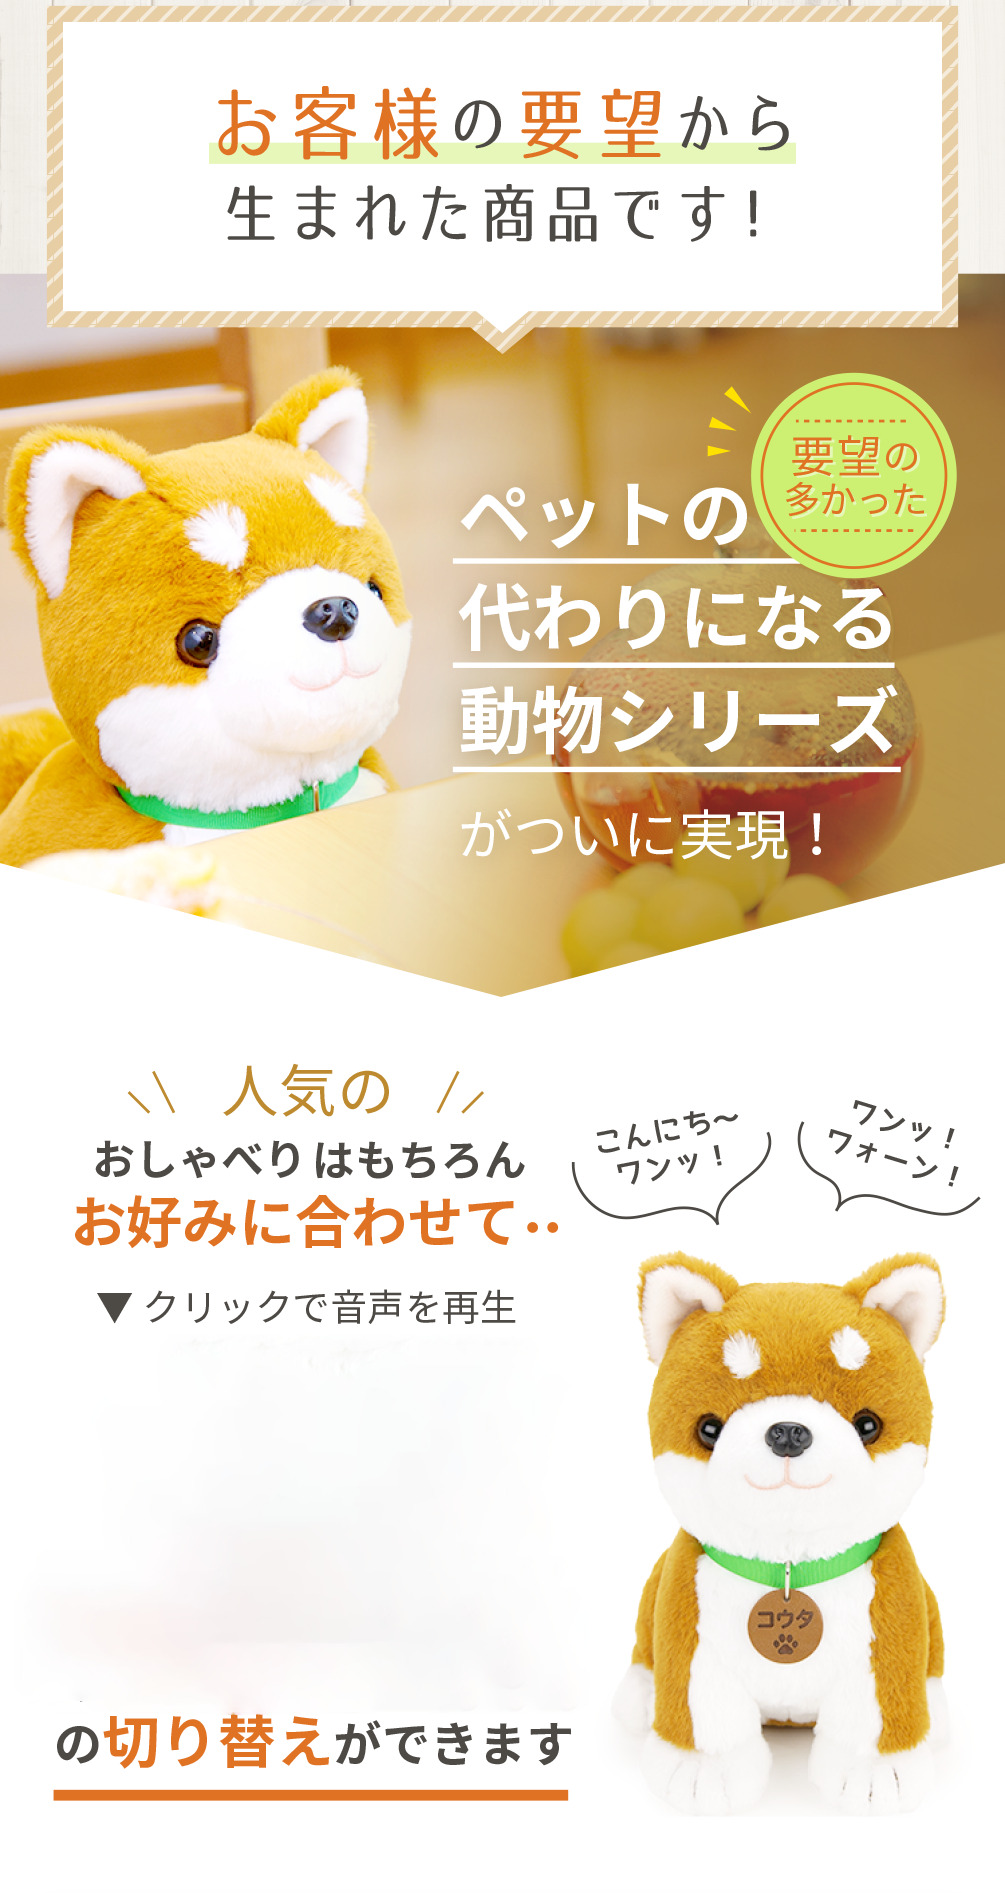 お客様の要望から
生まれた商品です!
要望の
多かった
ペットの
代わりになる
動物シリーズ
がついに実現！
人気の
おしゃべりはもちろん
お好みに合わせて‥
▼ クリックで音声を再生
こんにち～
ワンッ！
ワンッ！
ワォーン！
コウタ
の切り替えができます